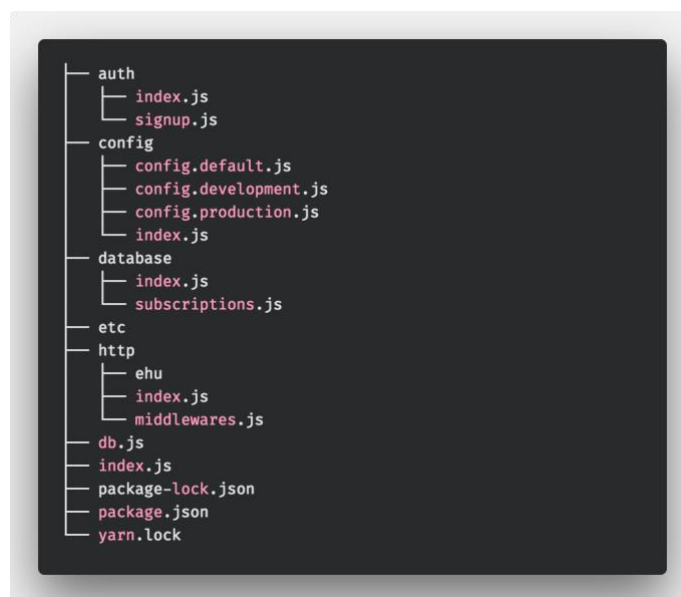 ├── auth
│   ├── index.js
│   └── signup.js
├── config
│   ├── config.default.js
│   ├── config.development.js
│   ├── config.production.js
│   └── index.js
├── database
│   ├── index.js
│   └── subscriptions.js
├── etc
├── http
│   ├── ehu
│   ├── index.js
│   └── middlewares.js
├── db.js
├── index.js
├── package-lock.json
├── package.json
└── yarn.lock